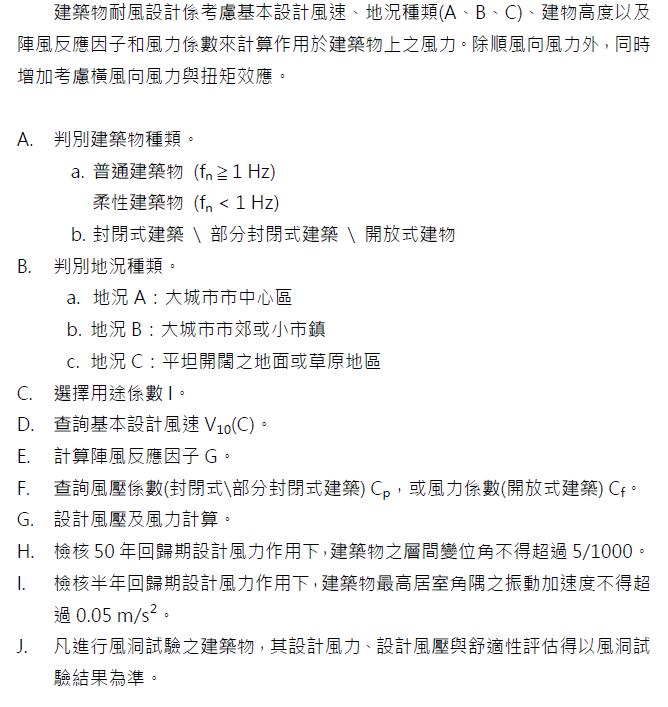 建築物耐風設計係考慮基本設計風速、地況種類(A、B、C)、建物高度以及
陣風反應因子和風力係數來計算作用於建築物上之風力。除順風向風力外，同時
增加考慮橫風向風力與扭矩效應。
A. 判別建築物種類。
a. 普通建築物 (fn≧1 Hz)
柔性建築物 (fn < 1 Hz)
b. 封閉式建築 \ 部分封閉式建築 \ 開放式建物
B. 判別地況種類。
a. 地況 A：大城市市中心區
b. 地況 B：大城市市郊或小市鎮
c. 地況 C：平坦開闊之地面或草原地區
C. 選擇用途係數 I。
D. 查詢基本設計風速 V10(C)。
E. 計算陣風反應因子 G。
F. 查詢風壓係數(封閉式\部分封閉式建築) Cp，或風力係數(開放式建築) Cf。
G. 設計風壓及風力計算。
H. 檢核 50 年回歸期設計風力作用下，建築物之層間變位角不得超過 5/1000。
I. 檢核半年回歸期設計風力作用下，建築物最高居室角隅之振動加速度不得超
過 0.05 m/s²。
J. 凡進行風洞試驗之建築物，其設計風力、設計風壓與舒適性評估得以風洞試
驗結果為準。